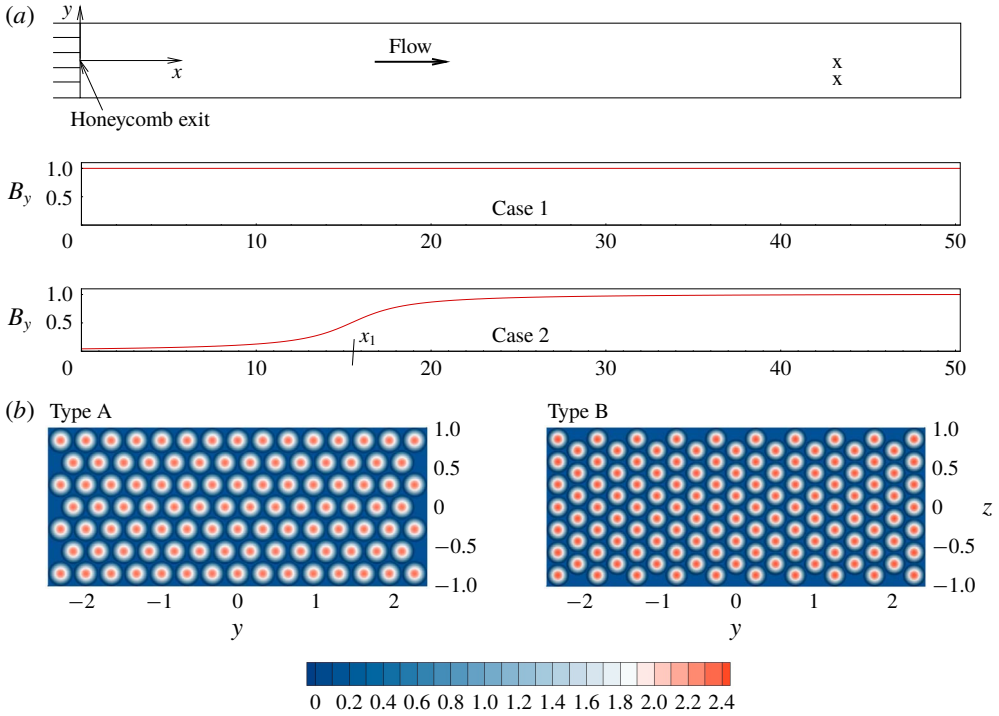 (a)
y
Flow
x
x
x
Honeycomb exit
1.0
B_y
0.5
Case 1
0 10 20 30 40 50
1.0
B_y
0.5
x_1
Case 2
0 10 20 30 40 50
(b) Type A Type B
1.0 1.0
0.5 0.5
0 0 z
−0.5 −0.5
−1.0 −1.0
−2 −1 0 1 2 −2 −1 0 1 2
y y
0 0.2 0.4 0.6 0.8 1.0 1.2 1.4 1.6 1.8 2.0 2.2 2.4